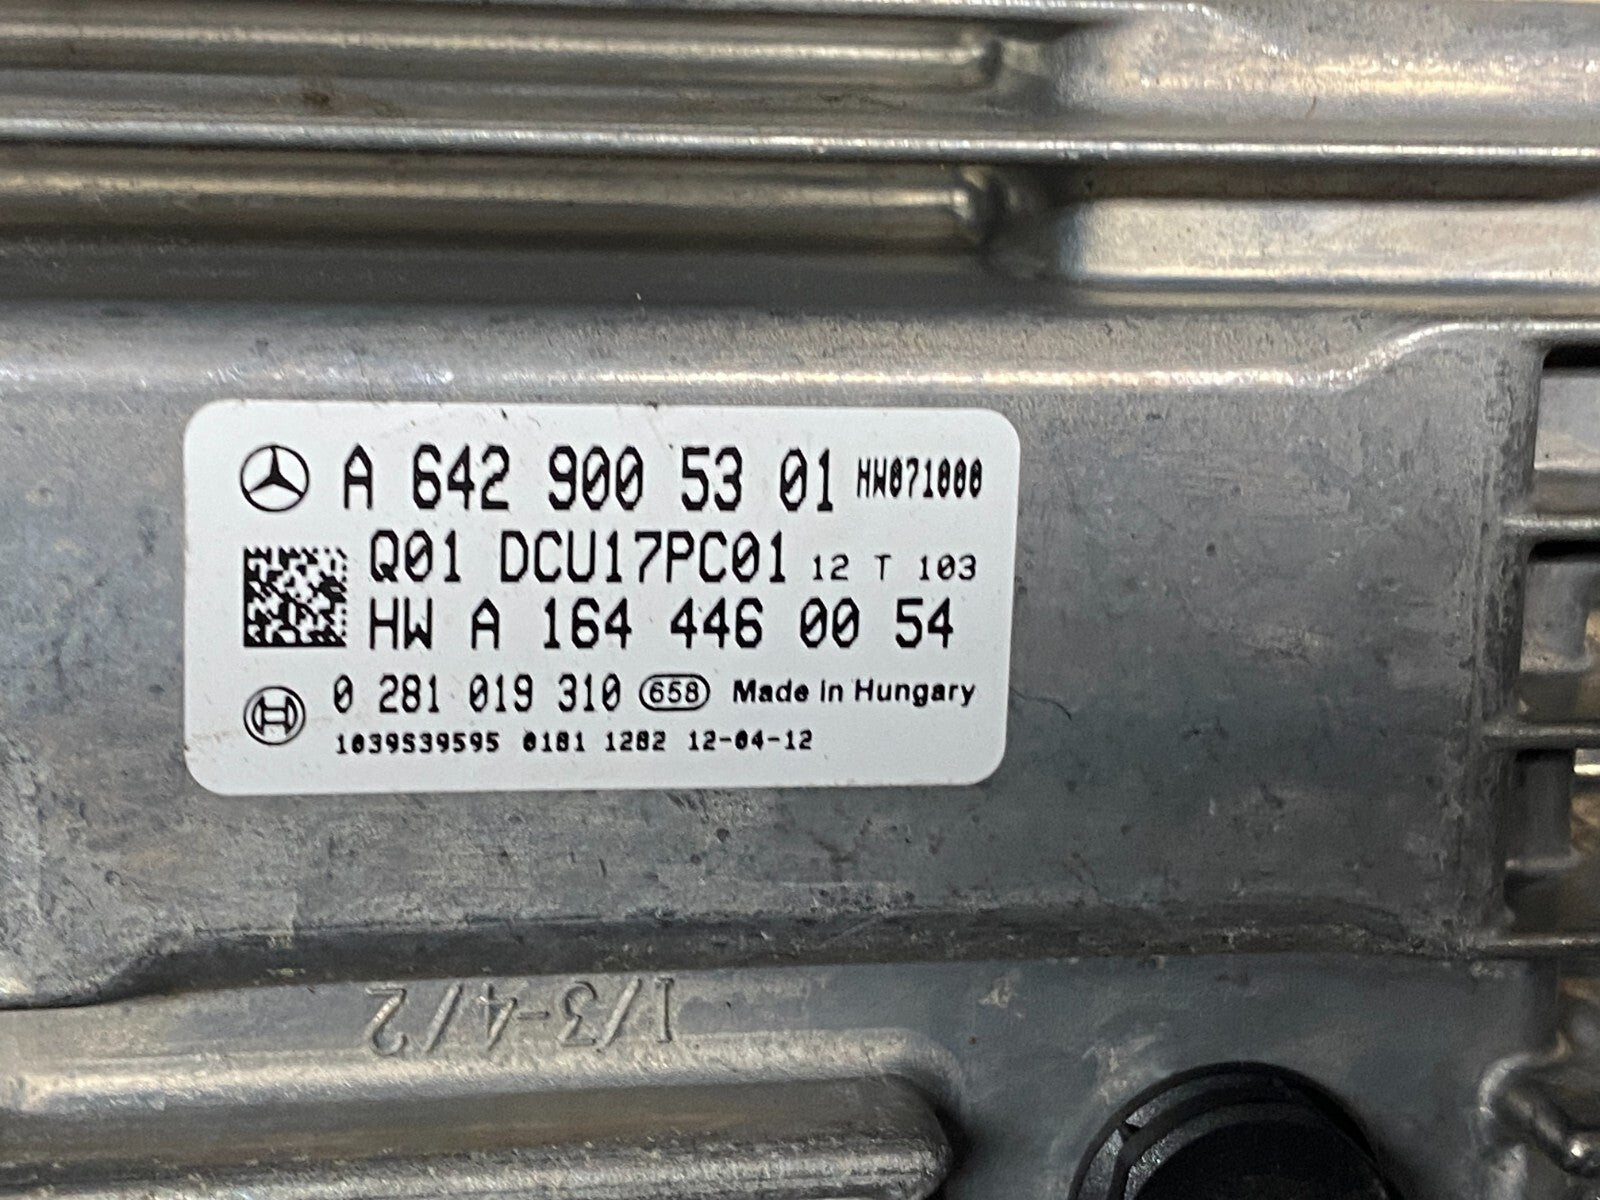 A 642 900 53 01 HW071000
Q01 DCU17PC01 12 T 103
HW A 164 446 00 54
0 281 019 310 658 Made in Hungary
1039S39595 0181 1282 12-04-12
1/3-4/2